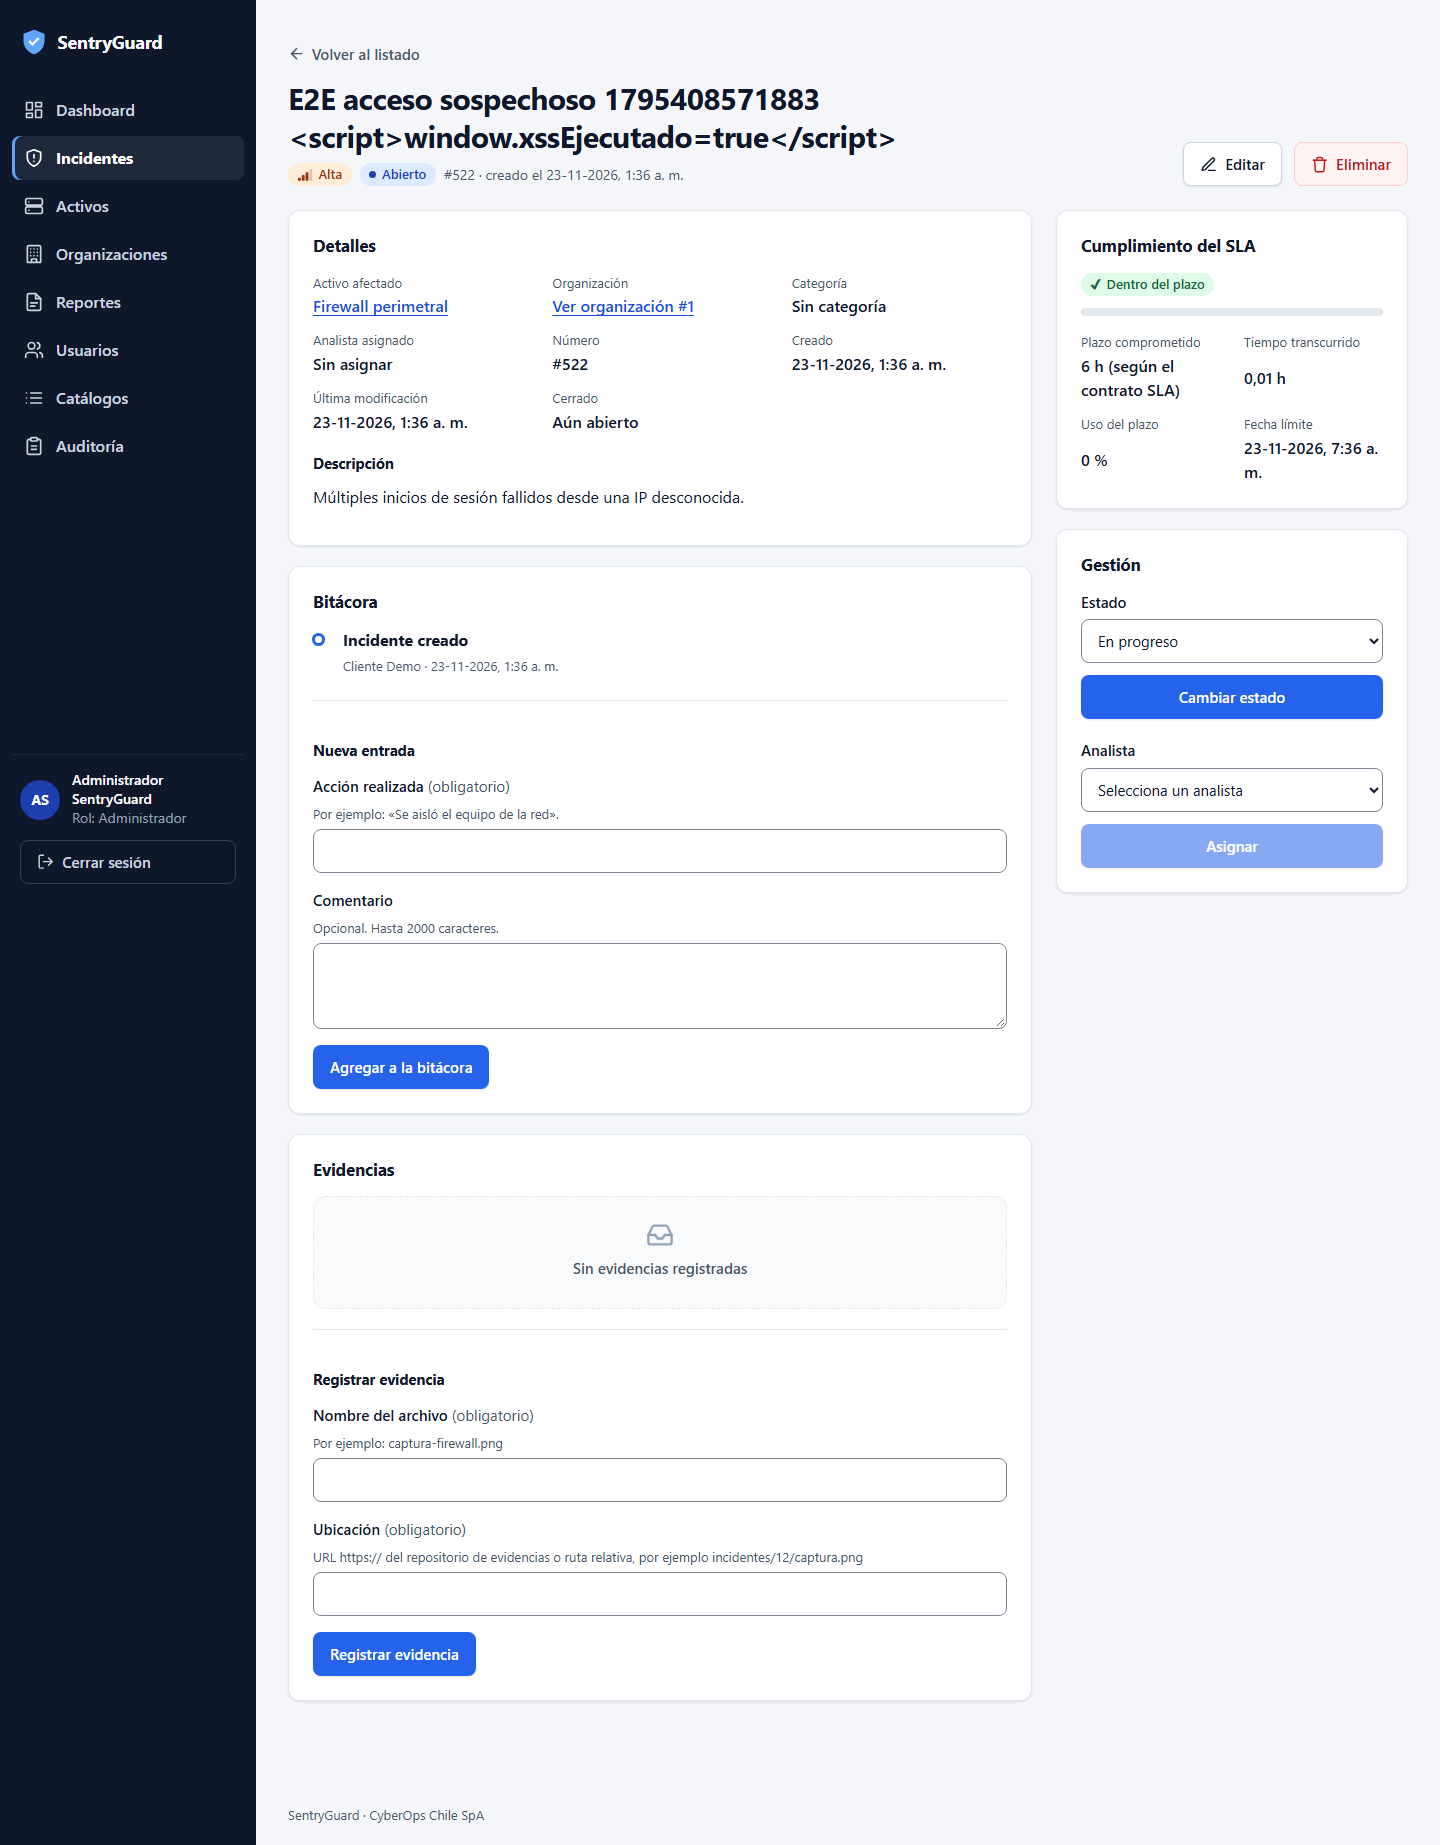 SentryGuard
Dashboard
Incidentes
Activos
Organizaciones
Reportes
Usuarios
Catálogos
Auditoría
AS
Administrador
SentryGuard
Rol: Administrador
Cerrar sesión
Volver al listado
E2E acceso sospechoso 1795408571883
<script>window.xssEjecutado=true</script>
Alta
Abierto
#522 · creado el 23-11-2026, 1:36 a. m.
Editar
Eliminar
Detalles
Activo afectado
Firewall perimetral
Organización
Ver organización #1
Categoría
Sin categoría
Analista asignado
Sin asignar
Número
#522
Creado
23-11-2026, 1:36 a. m.
Última modificación
23-11-2026, 1:36 a. m.
Cerrado
Aún abierto
Descripción
Múltiples inicios de sesión fallidos desde una IP desconocida.
Bitácora
Incidente creado
Cliente Demo · 23-11-2026, 1:36 a. m.
Nueva entrada
Acción realizada (obligatorio)
Por ejemplo: «Se aisló el equipo de la red».
Comentario
Opcional. Hasta 2000 caracteres.
Agregar a la bitácora
Evidencias
Sin evidencias registradas
Registrar evidencia
Nombre del archivo (obligatorio)
Por ejemplo: captura-firewall.png
Ubicación (obligatorio)
URL https:// del repositorio de evidencias o ruta relativa, por ejemplo incidentes/12/captura.png
Registrar evidencia
Cumplimiento del SLA
Dentro del plazo
Plazo comprometido
6 h (según el
contrato SLA)
Tiempo transcurrido
0,01 h
Uso del plazo
0 %
Fecha límite
23-11-2026, 7:36 a.
m.
Gestión
Estado
En progreso
Cambiar estado
Analista
Selecciona un analista
Asignar
SentryGuard · CyberOps Chile SpA